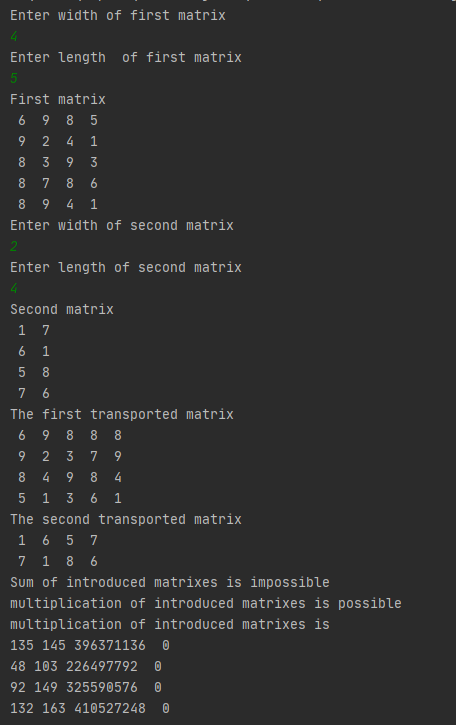 Enter width of first matrix
4
Enter length  of first matrix
5
First matrix
 6  9  8  5
 9  2  4  1
 8  3  9  3
 8  7  8  6
 8  9  4  1
Enter width of second matrix
2
Enter length of second matrix
4
Second matrix
 1  7
 6  1
 5  8
 7  6
The first transported matrix
 6  9  8  8  8
 9  2  3  7  9
 8  4  9  8  4
 5  1  3  6  1
The second transported matrix
 1  6  5  7
 7  1  8  6
Sum of introduced matrixes is impossible
multiplication of introduced matrixes is possible
multiplication of introduced matrixes is
135 145 396371136  0
48 103 226497792  0
92 149 325590576  0
132 163 410527248  0